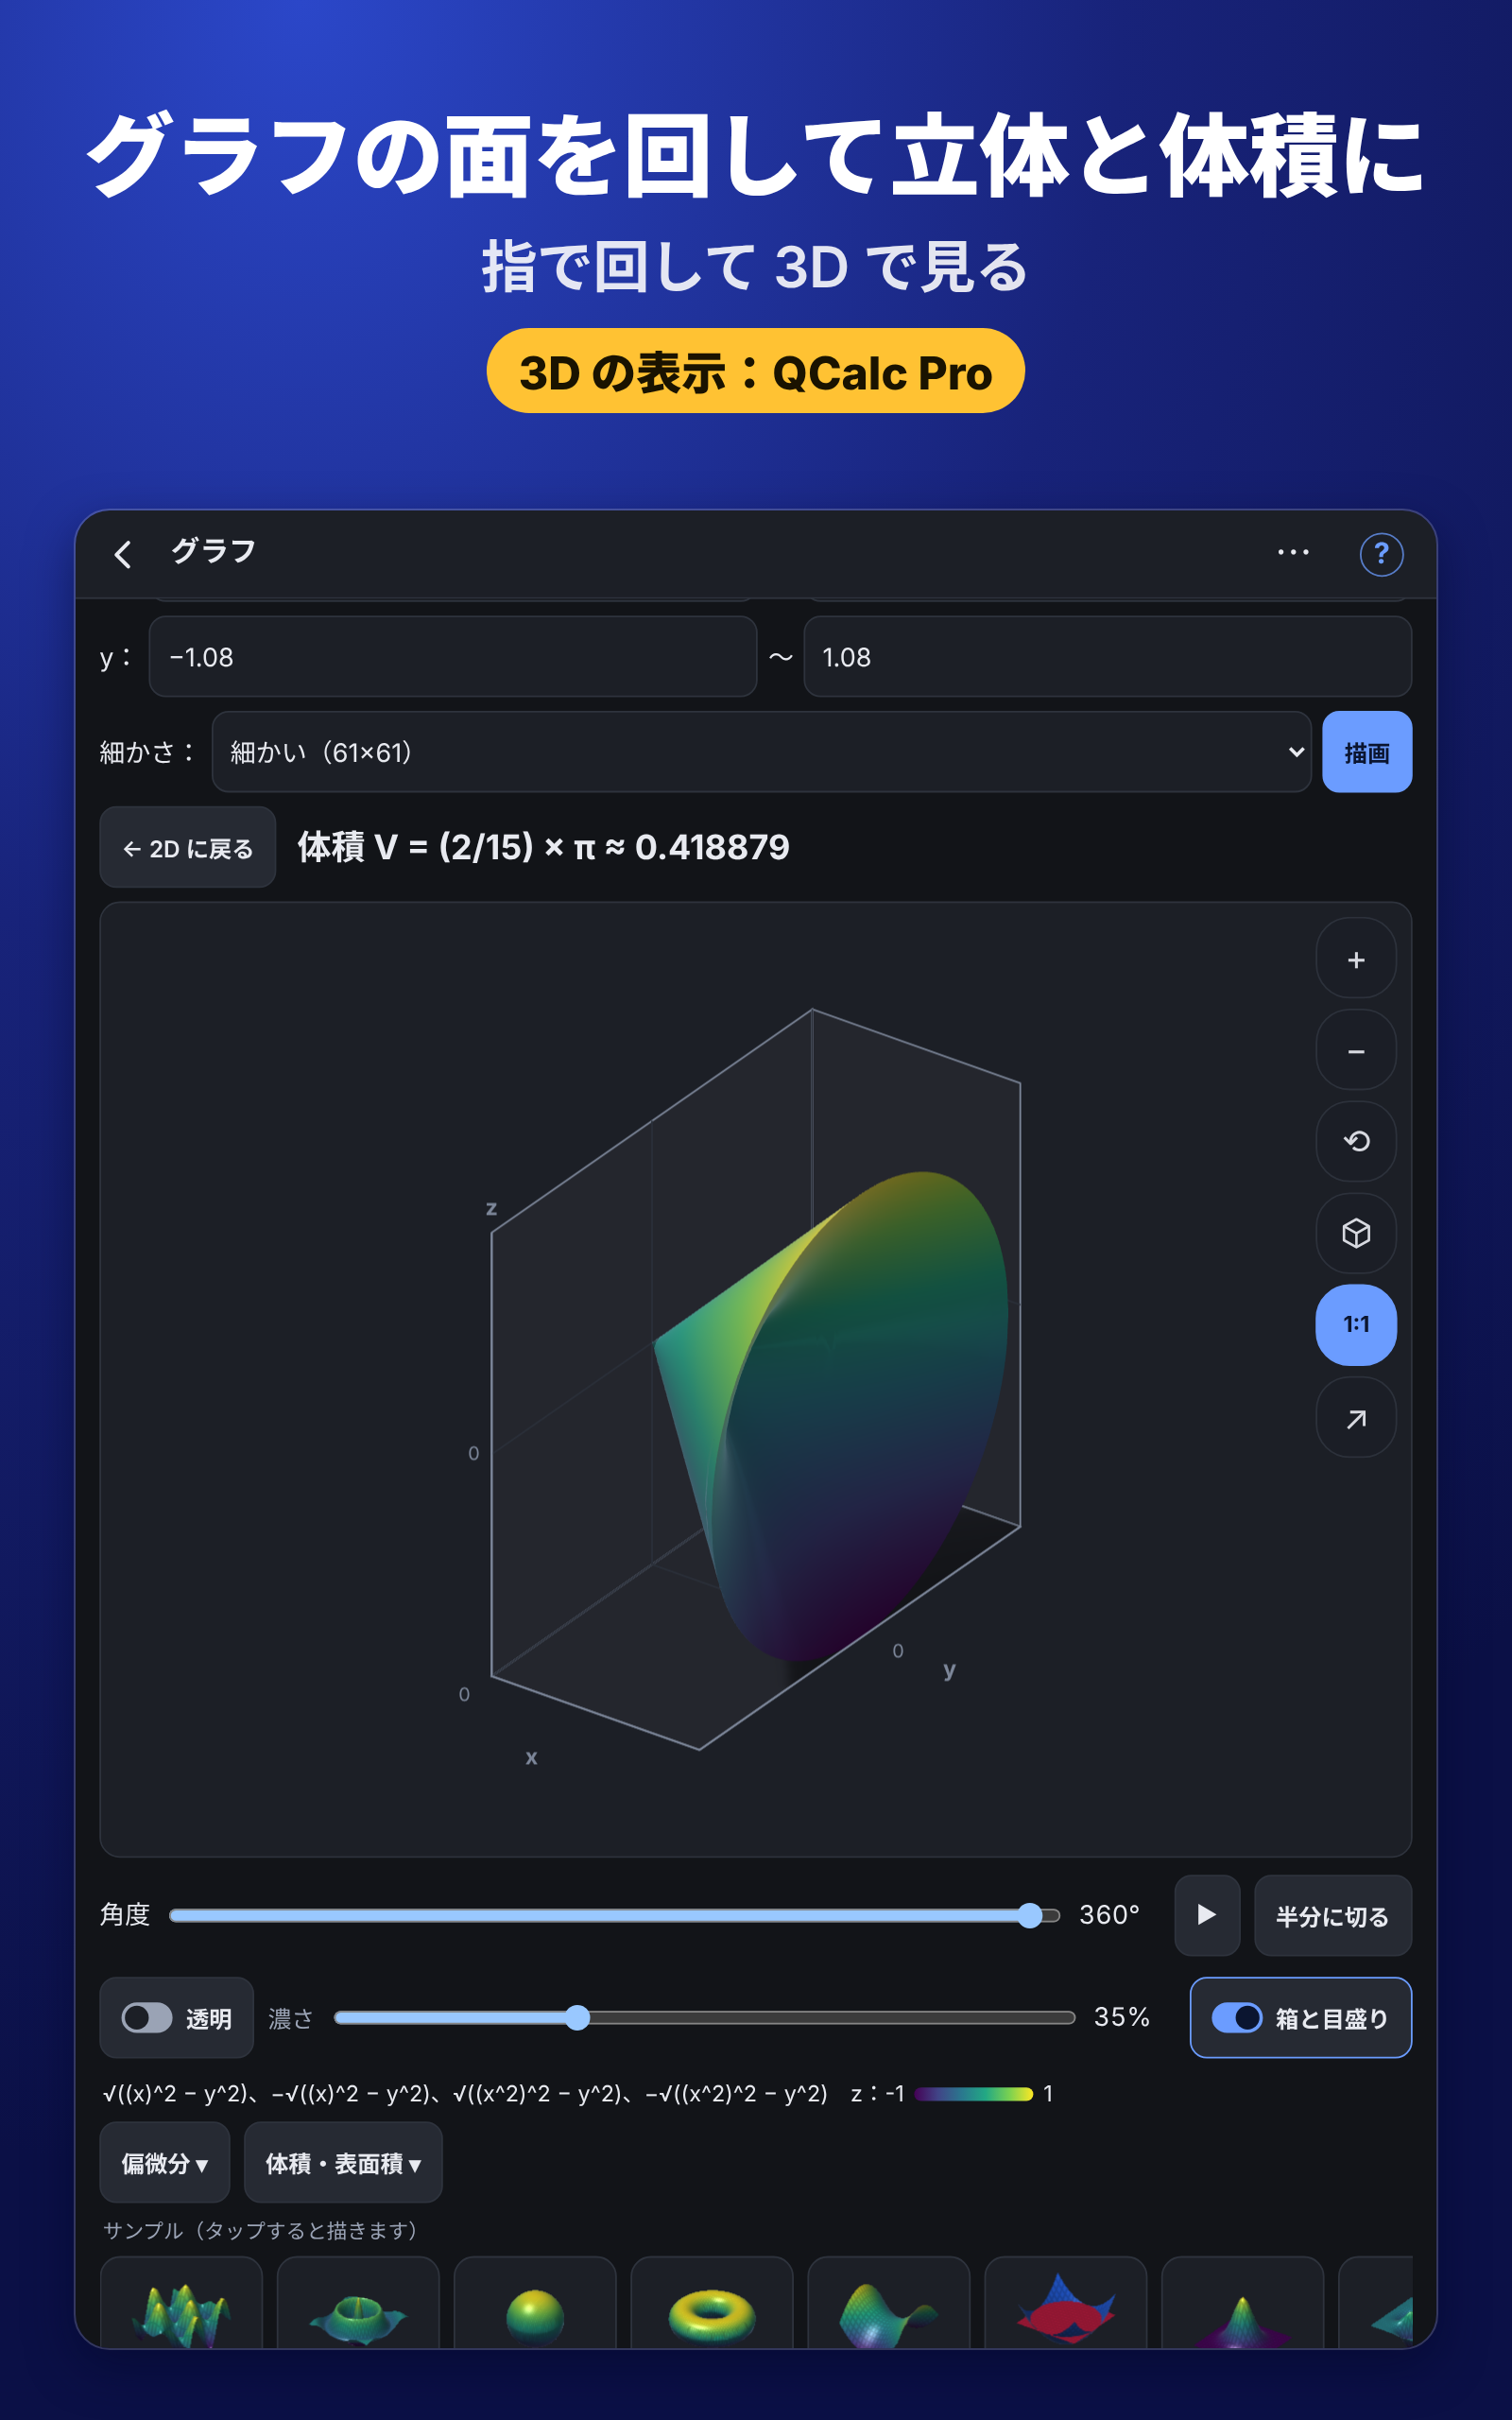 グラフの面を回して立体と体積に
指で回して 3D で見る
3D の表示：QCalc Pro
グラフ ··· ?
y： −1.08 〜 1.08
細かさ： 細かい（61×61） 描画
← 2D に戻る 体積 V = (2/15) × π ≈ 0.418879
+
−
1:1
z
0
0
x
0
y
角度 360° 半分に切る
透明 濃さ 35% 箱と目盛り
√((x)^2 − y^2)、−√((x)^2 − y^2)、√((x^2)^2 − y^2)、−√((x^2)^2 − y^2) z：-1 1
偏微分 ▾ 体積・表面積 ▾
サンプル（タップすると描きます）